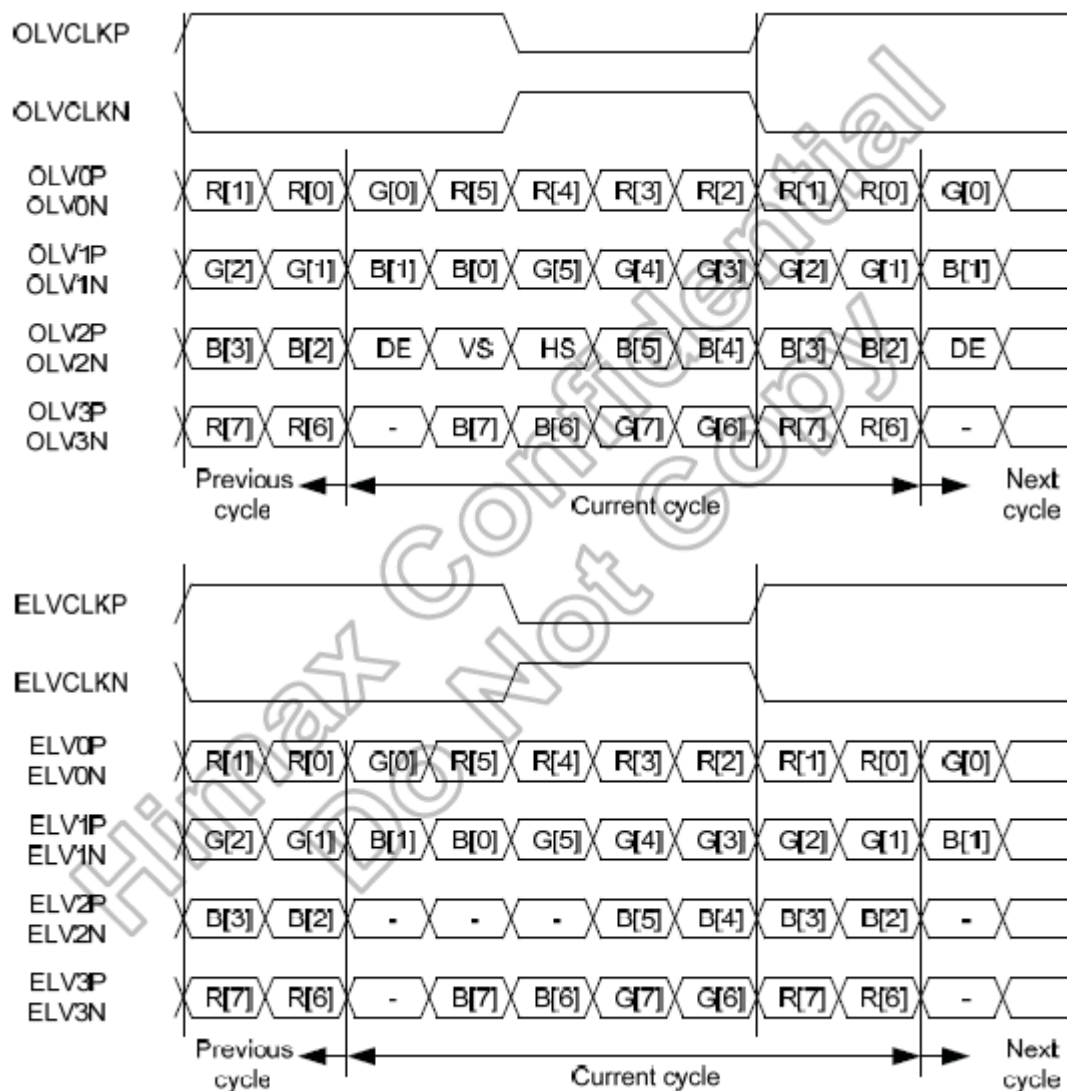 OLVCLKP
OLVCLKN
OLV0P
OLV0N
R[1] R[0] G[0] R[5] R[4] R[3] R[2] R[1] R[0] G[0]
OLV1P
OLV1N
G[2] G[1] B[1] B[0] G[5] G[4] G[3] G[2] G[1] B[1]
OLV2P
OLV2N
B[3] B[2] DE VS HS B[5] B[4] B[3] B[2] DE
OLV3P
OLV3N
R[7] R[6] - B[7] B[6] G[7] G[6] R[7] R[6] -
Previous cycle
Current cycle
Next cycle
ELVCLKP
ELVCLKN
ELV0P
ELV0N
R[1] R[0] G[0] R[5] R[4] R[3] R[2] R[1] R[0] G[0]
ELV1P
ELV1N
G[2] G[1] B[1] B[0] G[5] G[4] G[3] G[2] G[1] B[1]
ELV2P
ELV2N
B[3] B[2] - - - B[5] B[4] B[3] B[2] -
ELV3P
ELV3N
R[7] R[6] - B[7] B[6] G[7] G[6] R[7] R[6] -
Previous cycle
Current cycle
Next cycle
Himax Confidential
Do Not Copy